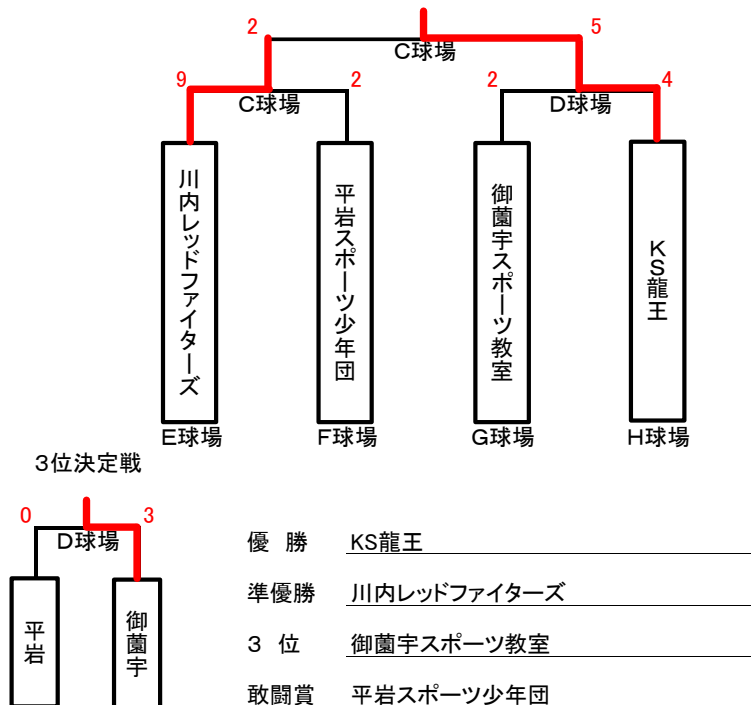 2
5
C球場
9
2
2
4
C球場
D球場
川内レッドファイターズ
平岩スポーツ少年団
御薗宇スポーツ教室
KS龍王
E球場
F球場
G球場
H球場
3位決定戦
0
3
D球場
平岩
御薗宇
優 勝 KS龍王
準優勝 川内レッドファイターズ
3 位 御薗宇スポーツ教室
敢闘賞 平岩スポーツ少年団